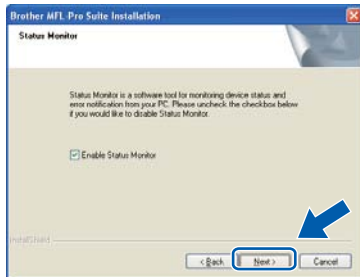 Brother MFL-Pro Suite Installation
Status Monitor
Status Monitor is a software tool for monitoring device status and
error notification from your PC. Please uncheck the checkbox below
if you would like to disable Status Monitor.
Enable Status Monitor
InstallShield
< Back Next > Cancel